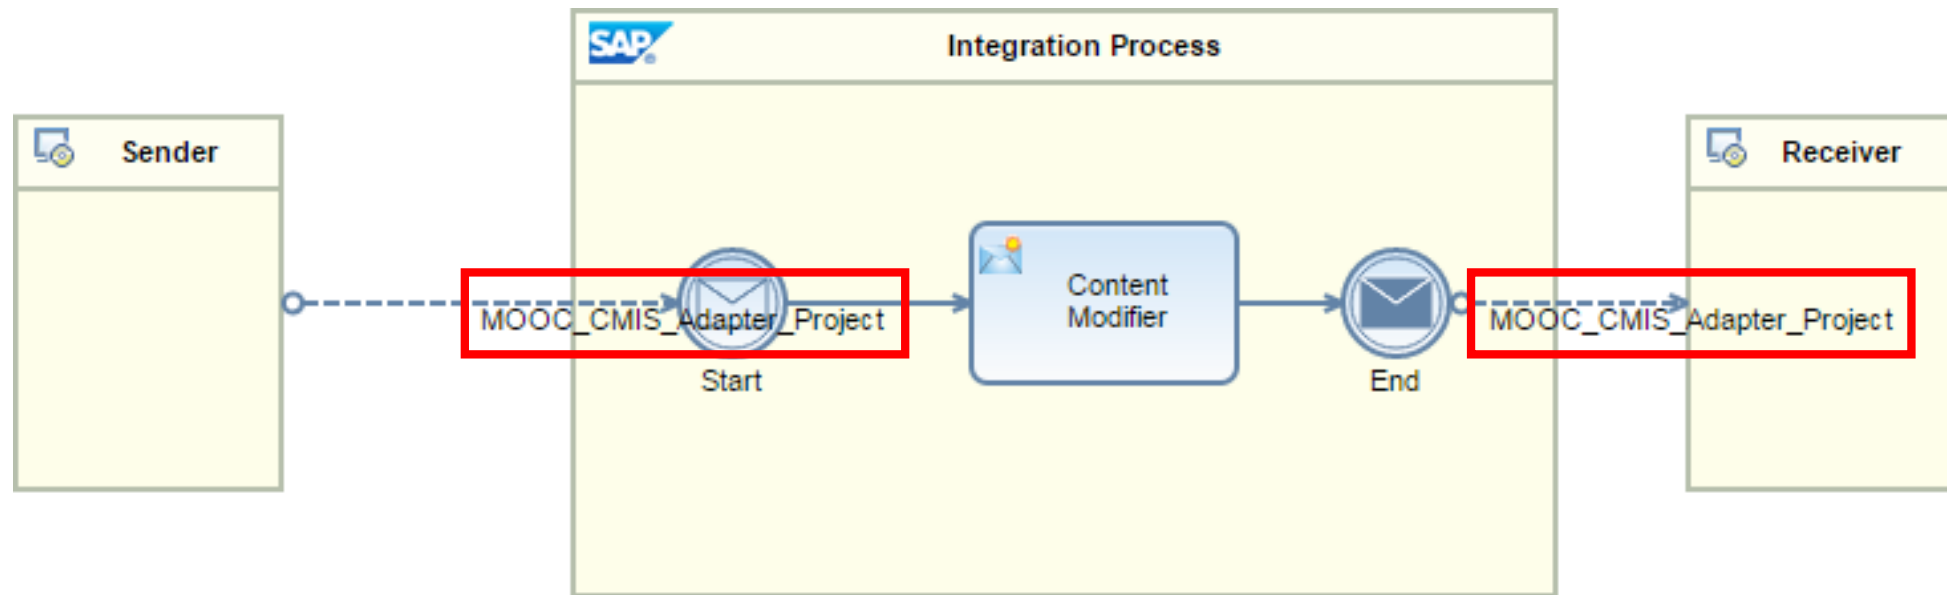 SAP
Integration Process
Sender
Receiver
Content
Modifier
MOOC_CMIS_Adapter_Project
MOOC_CMIS_Adapter_Project
Start
End